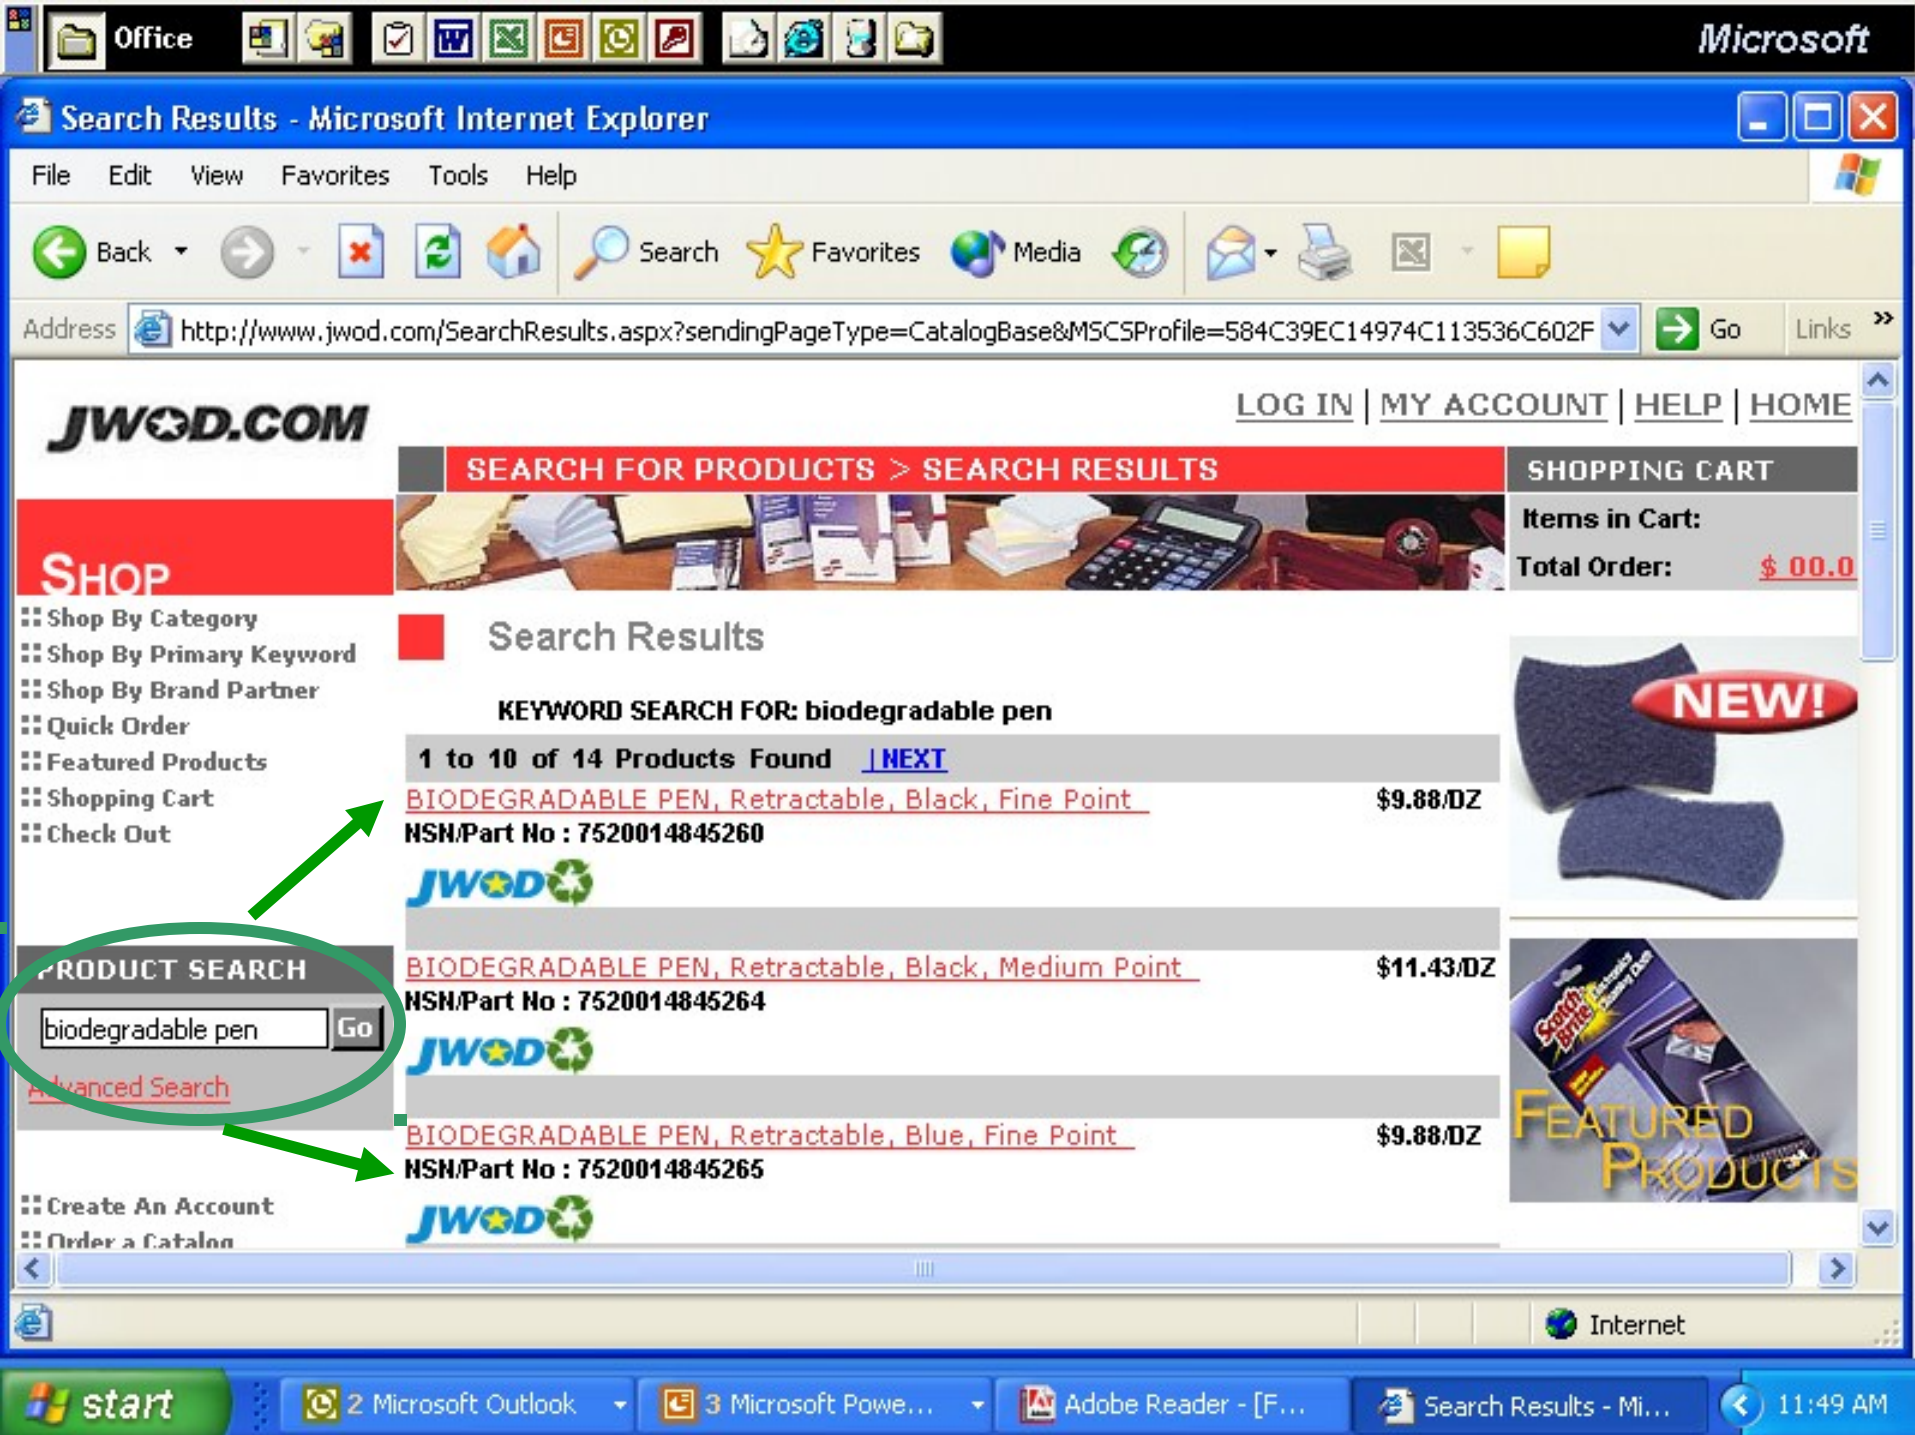 Office
Microsoft
Search Results - Microsoft Internet Explorer
File Edit View Favorites Tools Help
Back Search Favorites Media
Address http://www.jwod.com/SearchResults.aspx?sendingPageType=CatalogBase&MSCSProfile=584C39EC14974C113536C602F Go Links »
JWOD.COM
LOG IN | MY ACCOUNT | HELP | HOME
SEARCH FOR PRODUCTS > SEARCH RESULTS
SHOPPING CART
Items in Cart:
Total Order: $ 00.0
SHOP
Shop By Category
Shop By Primary Keyword
Shop By Brand Partner
Quick Order
Featured Products
Shopping Cart
Check Out
PRODUCT SEARCH
biodegradable pen Go
Advanced Search
Create An Account
Order a Catalog
Search Results
KEYWORD SEARCH FOR: biodegradable pen
1 to 10 of 14 Products Found | NEXT
BIODEGRADABLE PEN, Retractable, Black, Fine Point $9.88/DZ
NSN/Part No : 7520014845260
JWOD
BIODEGRADABLE PEN, Retractable, Black, Medium Point $11.43/DZ
NSN/Part No : 7520014845264
JWOD
BIODEGRADABLE PEN, Retractable, Blue, Fine Point $9.88/DZ
NSN/Part No : 7520014845265
JWOD
NEW!
Scotch Brite
FEATURED
PRODUCTS
Internet
start
2 Microsoft Outlook
3 Microsoft Powe...
Adobe Reader - [F...
Search Results - Mi...
11:49 AM